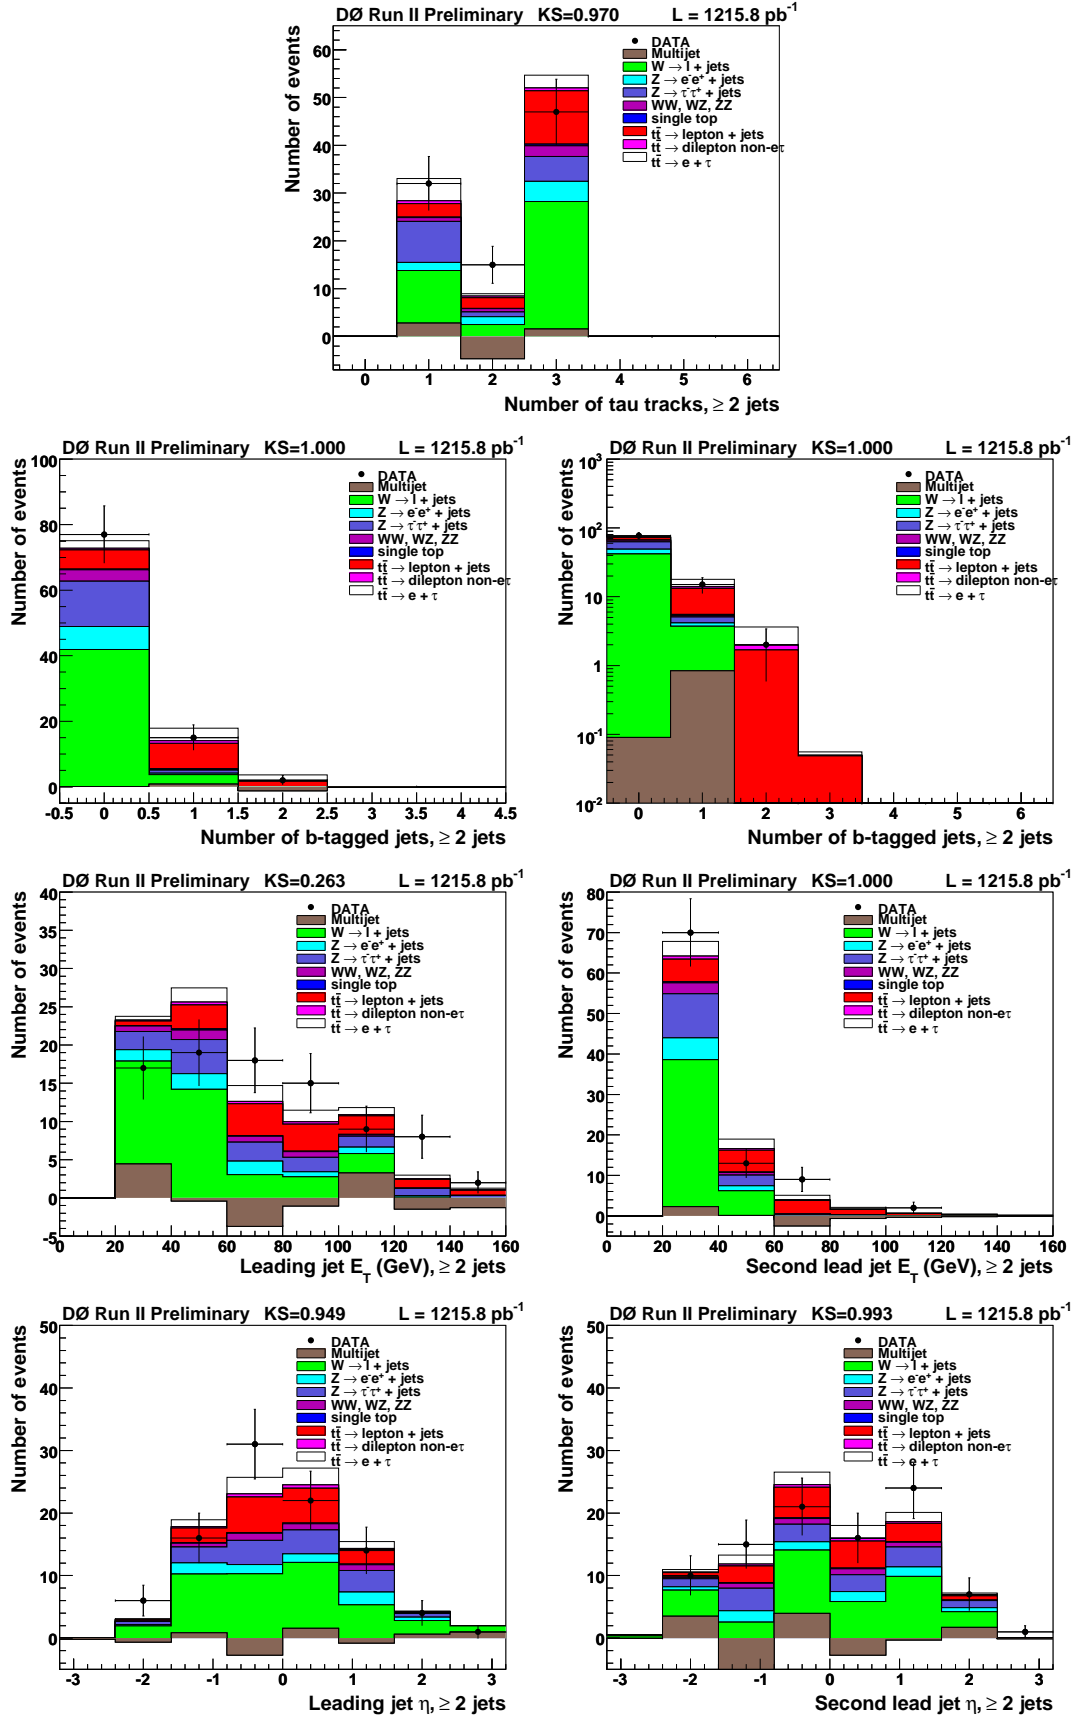 DØ Run II Preliminary KS=0.970 L = 1215.8 pb-1
Number of events
60
50
40
30
20
10
0
DATA
Multijet
W → l + jets
Z → e-e+ + jets
Z → τ-τ+ + jets
WW, WZ, ZZ
single top
tt̄ → lepton + jets
tt̄ → dilepton non-eτ
tt̄ → e + τ
0 1 2 3 4 5 6
Number of tau tracks, ≥ 2 jets
DØ Run II Preliminary KS=1.000 L = 1215.8 pb-1
Number of events
100
80
60
40
20
0
DATA
Multijet
W → l + jets
Z → e-e+ + jets
Z → τ-τ+ + jets
WW, WZ, ZZ
single top
tt̄ → lepton + jets
tt̄ → dilepton non-eτ
tt̄ → e + τ
-0.5 0 0.5 1 1.5 2 2.5 3 3.5 4 4.5
Number of b-tagged jets, ≥ 2 jets
DØ Run II Preliminary KS=1.000 L = 1215.8 pb-1
Number of events
103
102
10
1
10-1
10-2
DATA
Multijet
W → l + jets
Z → e-e+ + jets
Z → τ-τ+ + jets
WW, WZ, ZZ
single top
tt̄ → lepton + jets
tt̄ → dilepton non-eτ
tt̄ → e + τ
0 1 2 3 4 5 6
Number of b-tagged jets, ≥ 2 jets
DØ Run II Preliminary KS=0.263 L = 1215.8 pb-1
Number of events
40
35
30
25
20
15
10
5
0
-5
DATA
Multijet
W → l + jets
Z → e-e+ + jets
Z → τ-τ+ + jets
WW, WZ, ZZ
single top
tt̄ → lepton + jets
tt̄ → dilepton non-eτ
tt̄ → e + τ
0 20 40 60 80 100 120 140 160
Leading jet ET (GeV), ≥ 2 jets
DØ Run II Preliminary KS=1.000 L = 1215.8 pb-1
Number of events
80
70
60
50
40
30
20
10
0
DATA
Multijet
W → l + jets
Z → e-e+ + jets
Z → τ-τ+ + jets
WW, WZ, ZZ
single top
tt̄ → lepton + jets
tt̄ → dilepton non-eτ
tt̄ → e + τ
0 20 40 60 80 100 120 140 160
Second lead jet ET (GeV), ≥ 2 jets
DØ Run II Preliminary KS=0.949 L = 1215.8 pb-1
Number of events
50
40
30
20
10
0
DATA
Multijet
W → l + jets
Z → e-e+ + jets
Z → τ-τ+ + jets
WW, WZ, ZZ
single top
tt̄ → lepton + jets
tt̄ → dilepton non-eτ
tt̄ → e + τ
-3 -2 -1 0 1 2 3
Leading jet η, ≥ 2 jets
DØ Run II Preliminary KS=0.993 L = 1215.8 pb-1
Number of events
50
40
30
20
10
0
DATA
Multijet
W → l + jets
Z → e-e+ + jets
Z → τ-τ+ + jets
WW, WZ, ZZ
single top
tt̄ → lepton + jets
tt̄ → dilepton non-eτ
tt̄ → e + τ
-3 -2 -1 0 1 2 3
Second lead jet η, ≥ 2 jets